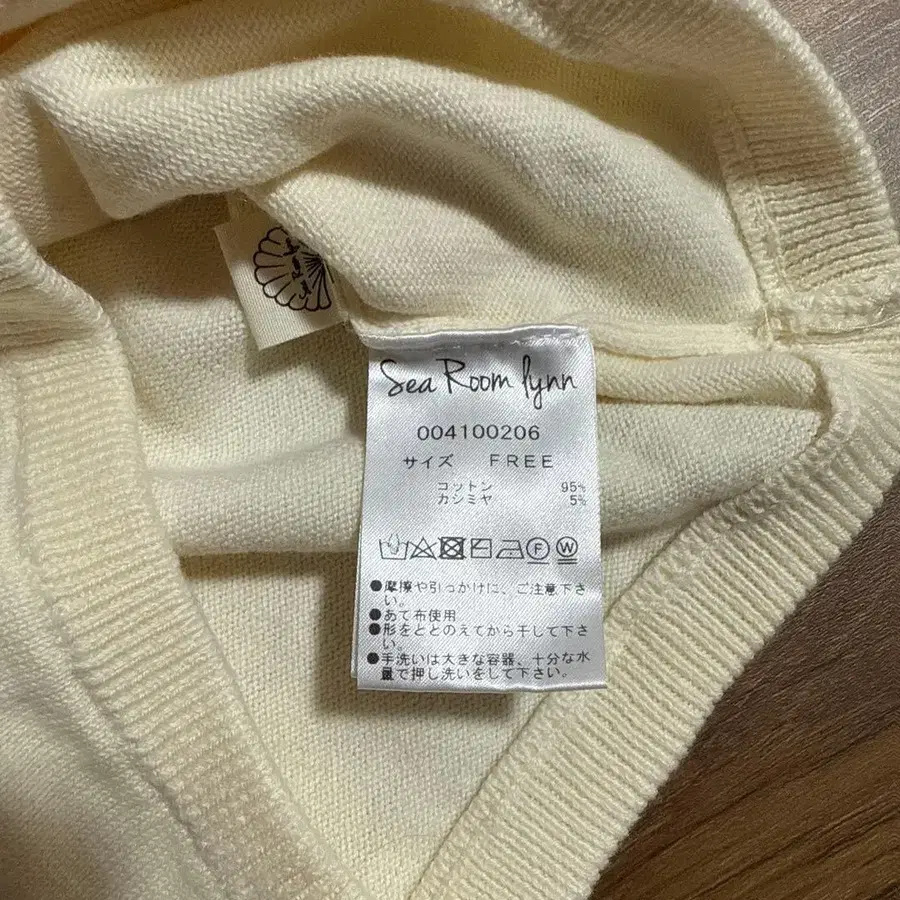 Sea Room lynn
Sea Room lynn
004100206
サイズ FREE
コットン 95%
カシミヤ 5%
F W
●摩擦や引っかけに、ご注意下さ
い。
●あて布使用
●形をととのえてから干して下さ
い。
●手洗いは大きな容器、十分な水
量で押し洗いをして下さい。